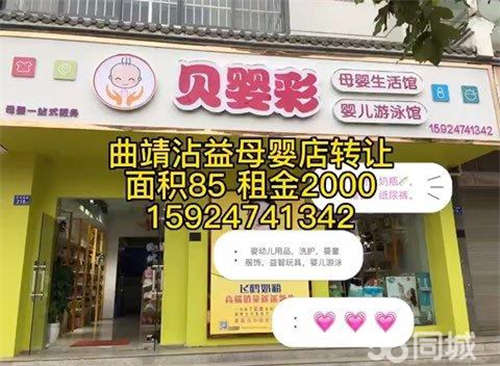 贝婴彩
母婴生活馆
婴儿游泳馆
母婴一站式服务
15924741342
曲靖沾益母婴店转让
面积85 租金2000
15924741342
奶瓶
纸尿裤。
婴幼儿用品、洗护、婴童
服饰、益智玩具、婴儿游泳
飞鹤奶粉
58同城